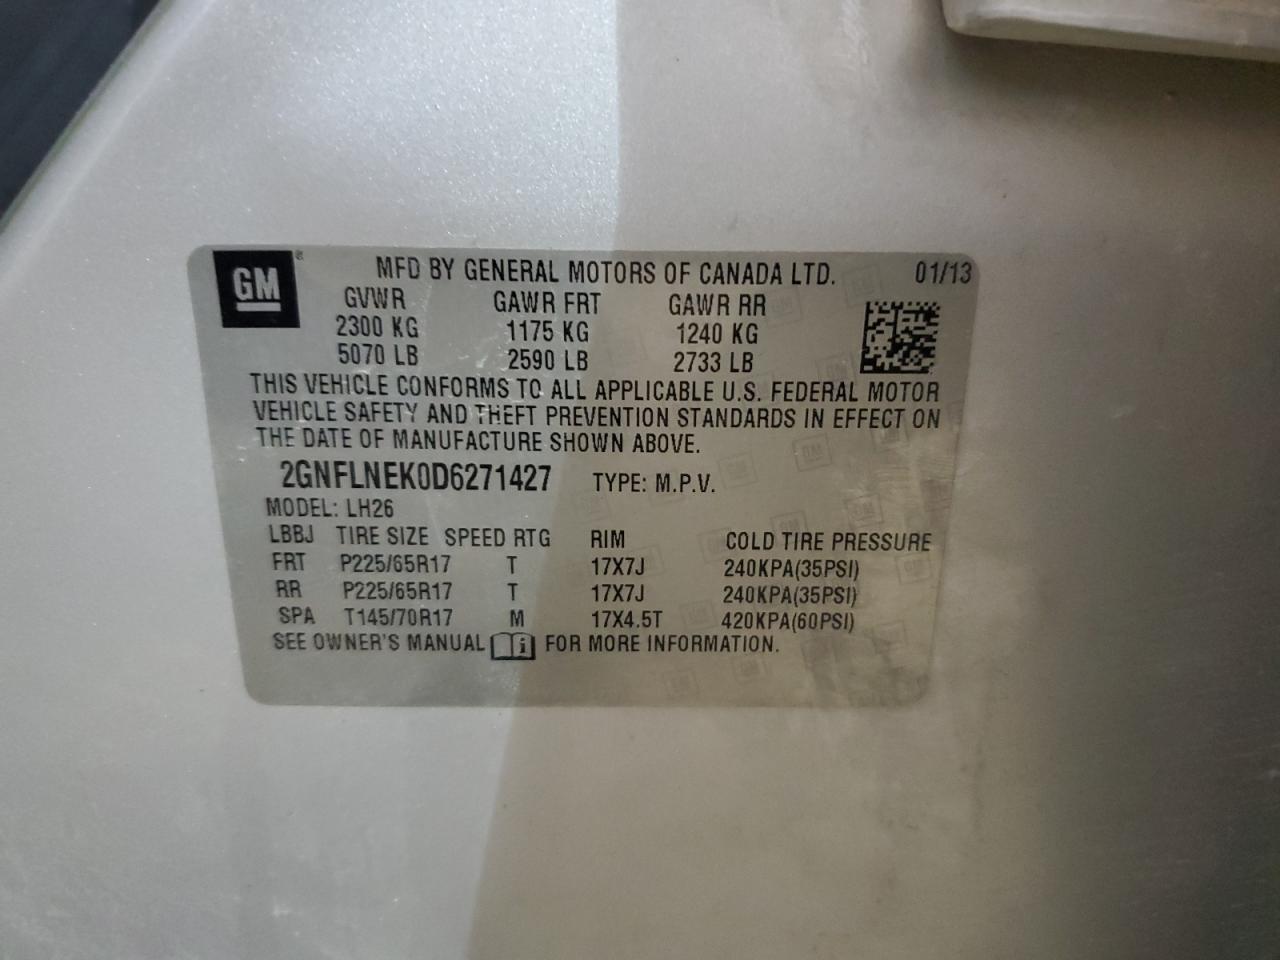 GM ® MFD BY GENERAL MOTORS OF CANADA LTD. 01/13
GVWR GAWR FRT GAWR RR
2300 KG 1175 KG 1240 KG
5070 LB 2590 LB 2733 LB
THIS VEHICLE CONFORMS TO ALL APPLICABLE U.S. FEDERAL MOTOR
VEHICLE SAFETY AND THEFT PREVENTION STANDARDS IN EFFECT ON
THE DATE OF MANUFACTURE SHOWN ABOVE.
2GNFLNEK0D6271427 TYPE: M.P.V.
MODEL: LH26
LBBJ TIRE SIZE SPEED RTG RIM COLD TIRE PRESSURE
FRT P225/65R17 T 17X7J 240KPA(35PSI)
RR P225/65R17 T 17X7J 240KPA(35PSI)
SPA T145/70R17 M 17X4.5T 420KPA(60PSI)
SEE OWNER'S MANUAL i FOR MORE INFORMATION.